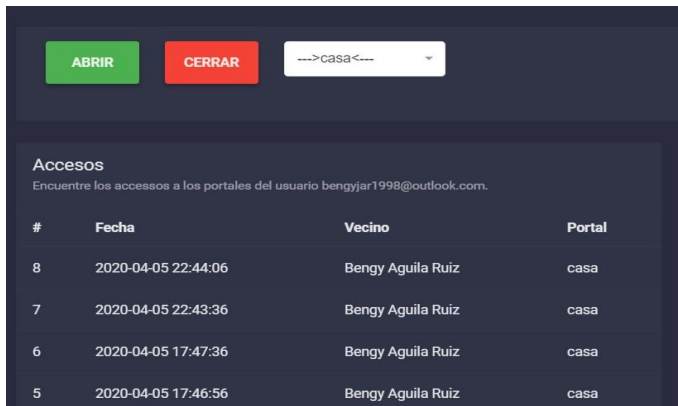 ABRIR CERRAR --->casa<---
Accesos
Encuentre los accessos a los portales del usuario bengyjar1998@outlook.com.
# Fecha Vecino Portal
8 2020-04-05 22:44:06 Bengy Aguila Ruiz casa
7 2020-04-05 22:43:36 Bengy Aguila Ruiz casa
6 2020-04-05 17:47:36 Bengy Aguila Ruiz casa
5 2020-04-05 17:46:56 Bengy Aguila Ruiz casa